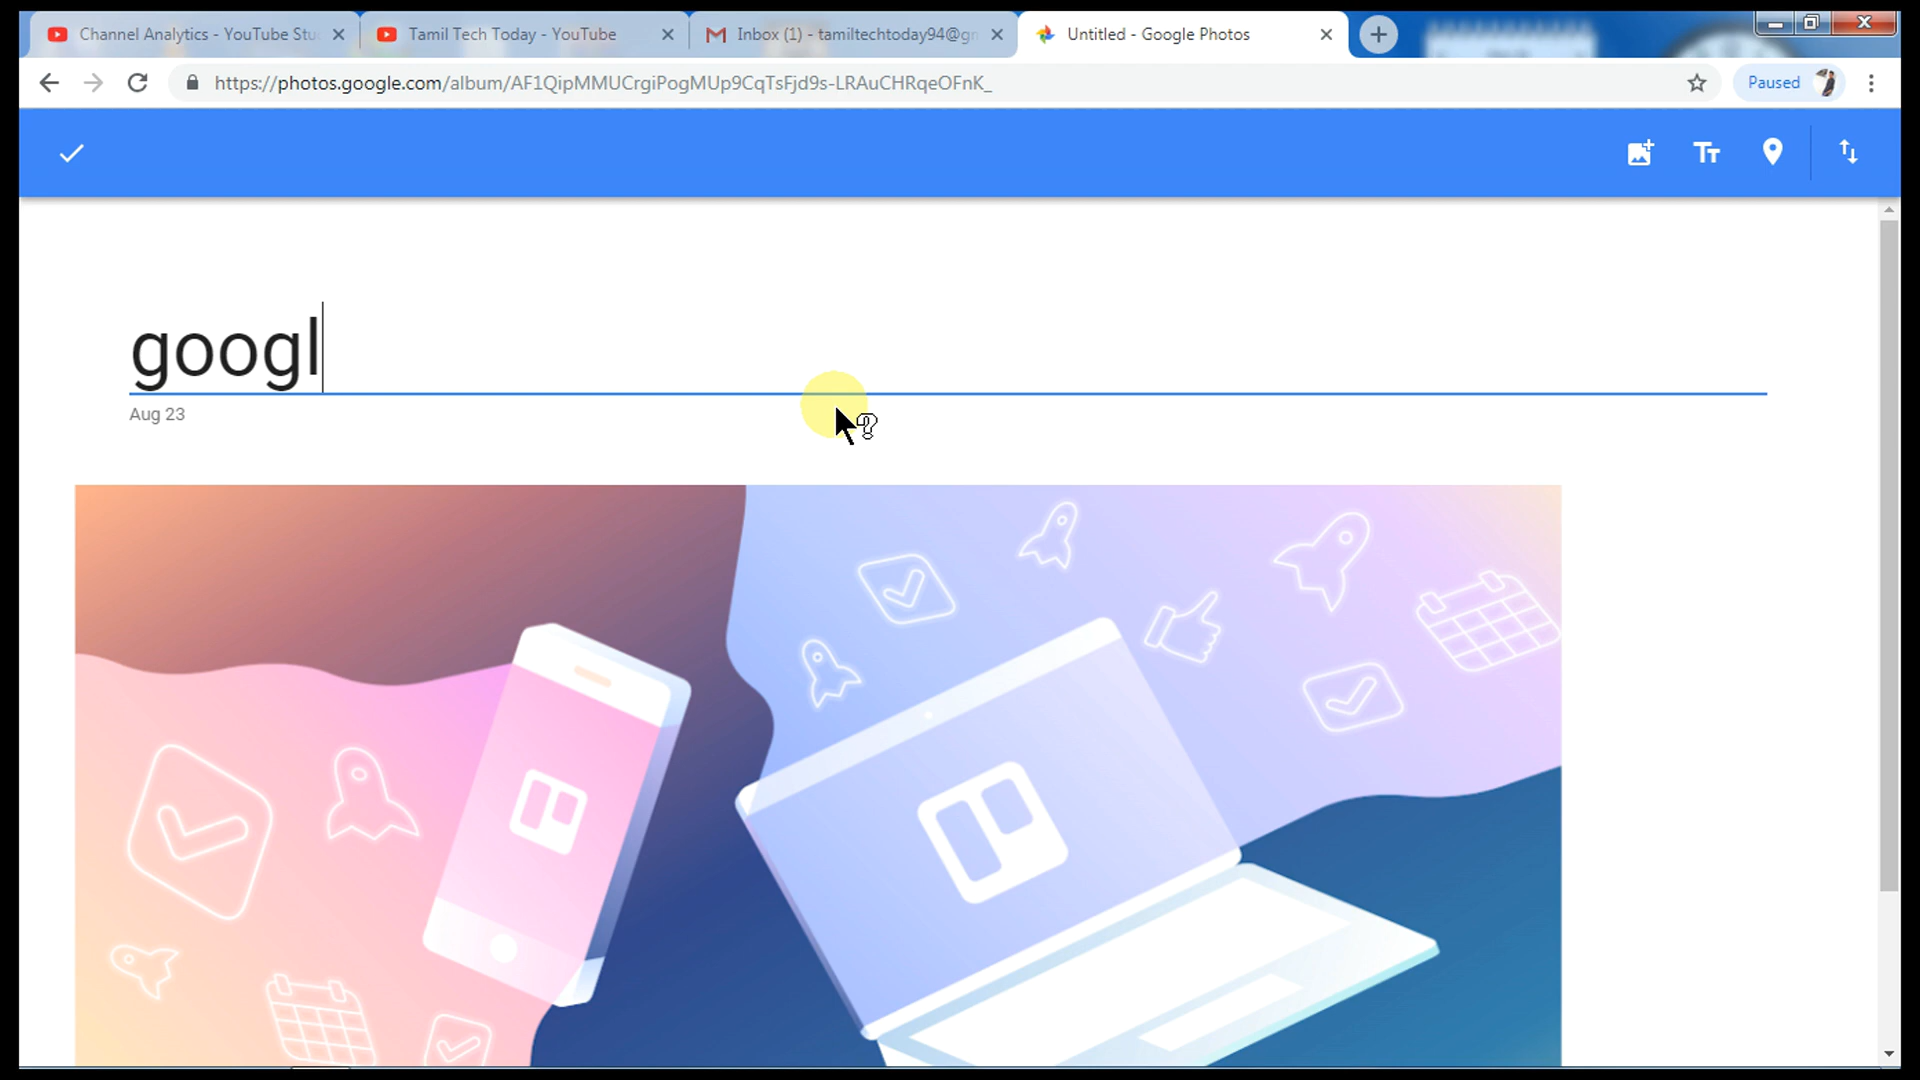 Channel Analytics - YouTube Stu
Tamil Tech Today - YouTube
Inbox (1) - tamiltechtoday94@gm
Untitled - Google Photos
https://photos.google.com/album/AF1QipMMUCrgiPogMUp9CqTsFjd9s-LRAuCHRqeOFnK_
Paused
googl
Aug 23